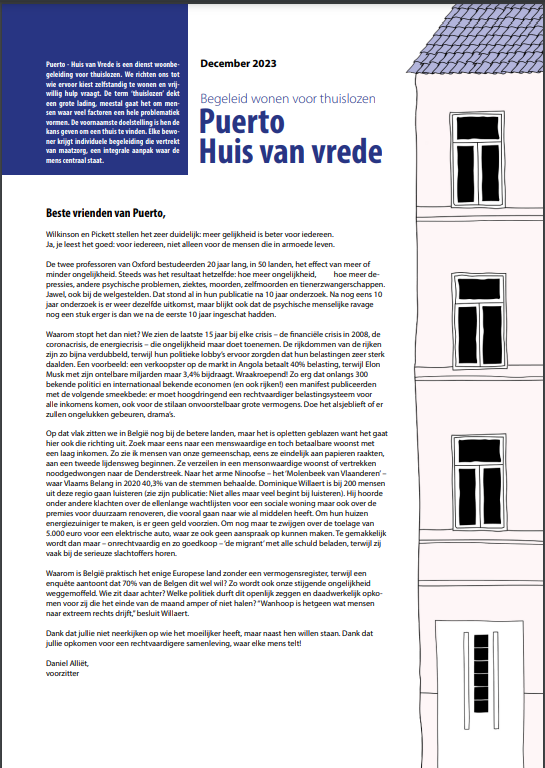 Puerto - Huis van Vrede is een dienst woonbe-
geleiding voor thuislozen. We richten ons tot
wie ervoor kiest zelfstandig te wonen en vrij-
willig hulp vraagt. De term ‘thuislozen’ dekt
een grote lading, meestal gaat het om men-
sen waar veel factoren een hele problematiek
vormen. De voornaamste doelstelling is hen de
kans geven om een thuis te vinden. Elke bewo-
ner krijgt individuele begeleiding die vertrekt
van maatzorg, een integrale aanpak waar de
mens centraal staat.
December 2023
Begeleid wonen voor thuislozen
Puerto
Huis van vrede
Beste vrienden van Puerto,
Wilkinson en Pickett stellen het zeer duidelijk: meer gelijkheid is beter voor iedereen.
Ja, je leest het goed: voor iedereen, niet alleen voor de mensen die in armoede leven.
De twee professoren van Oxford bestudeerden 20 jaar lang, in 50 landen, het effect van meer of
minder ongelijkheid. Steeds was het resultaat hetzelfde: hoe meer ongelijkheid, hoe meer de-
pressies, andere psychische problemen, ziektes, moorden, zelfmoorden en tienerzwangerschappen.
Jawel, ook bij de welgestelden. Dat stond al in hun publicatie na 10 jaar onderzoek. Na nog eens 10
jaar onderzoek is er weer dezelfde uitkomst, maar blijkt ook dat de psychische menselijke ravage
nog een stuk erger is dan we na de eerste 10 jaar ingeschat hadden.
Waarom stopt het dan niet? We zien de laatste 15 jaar bij elke crisis – de financiële crisis in 2008, de
coronacrisis, de energiecrisis – die ongelijkheid maar doet toenemen. De rijkdommen van de rijken
zijn zo bijna verdubbeld, terwijl hun politieke lobby’s ervoor zorgden dat hun belastingen zeer sterk
daalden. Een voorbeeld: een verkoopster op de markt in Angola betaalt 40% belasting, terwijl Elon
Musk met zijn ontelbare miljarden maar 3,4% bijdraagt. Wraakroepend! Zo erg dat onlangs 300
bekende politici en internationaal bekende economen (en ook rijken!) een manifest publiceerden
met de volgende smeekbede: er moet hoogdringend een rechtvaardiger belastingsysteem voor
alle inkomens komen, ook voor de stilaan onvoorstelbaar grote vermogens. Doe het alsjeblieft of er
zullen ongelukken gebeuren, drama’s.
Op dat vlak zitten we in België nog bij de betere landen, maar het is opletten geblazen want het gaat
hier ook die richting uit. Zoek maar eens naar een menswaardige en toch betaalbare woonst met
een laag inkomen. Zo zie ik mensen van onze gemeenschap, eens ze eindelijk aan papieren raakten,
aan een tweede lijdensweg beginnen. Ze verzeilen in een mensonwaardige woonst of vertrekken
noodgedwongen naar de Denderstreek. Naar het arme Ninoofse – het ‘Molenbeek van Vlaanderen’ –
waar Vlaams Belang in 2020 40,3% van de stemmen behaalde. Dominique Willaert is bij 200 mensen
uit deze regio gaan luisteren (zie zijn publicatie: Niet alles maar veel begint bij luisteren). Hij hoorde
onder andere klachten over de ellenlange wachtlijsten voor een sociale woning maar ook over de
premies voor duurzaam renoveren, die vooral gaan naar wie al middelen heeft. Om hun huizen
energiezuiniger te maken, is er geen geld voorzien. Om nog maar te zwijgen over de toelage van
5.000 euro voor een elektrische auto, waar ze ook geen aanspraak op kunnen maken. Te gemakkelijk
wordt dan maar – onrechtvaardig en zo goedkoop – ‘de migrant’ met alle schuld beladen, terwijl zij
vaak bij de serieuze slachtoffers horen.
Waarom is België praktisch het enige Europese land zonder een vermogensregister, terwijl een
enquête aantoont dat 70% van de Belgen dit wel wil? Zo wordt ook onze stijgende ongelijkheid
weggemoffeld. Wie zit daar achter? Welke politiek durft dit openlijk zeggen en daadwerkelijk opko-
men voor zij die het einde van de maand amper of niet halen? “Wanhoop is hetgeen wat mensen
naar extreem rechts drijft,” besluit Willaert.
Dank dat jullie niet neerkijken op wie het moeilijker heeft, maar naast hen willen staan. Dank dat
jullie opkomen voor een rechtvaardigere samenleving, waar elke mens telt!
Daniel Alliët,
voorzitter